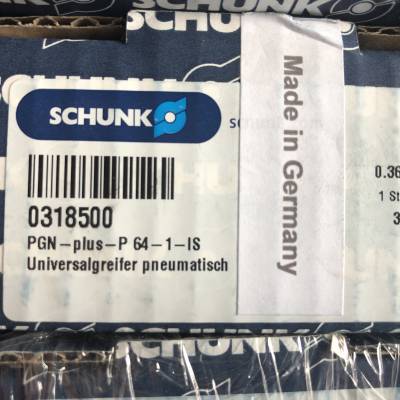 SCHUNK
SCHUNK
0318500
PGN-plus-P 64-1-IS
Universalgreifer pneumatisch
Made in Germany
0.36
1 St
3
SCHUNK